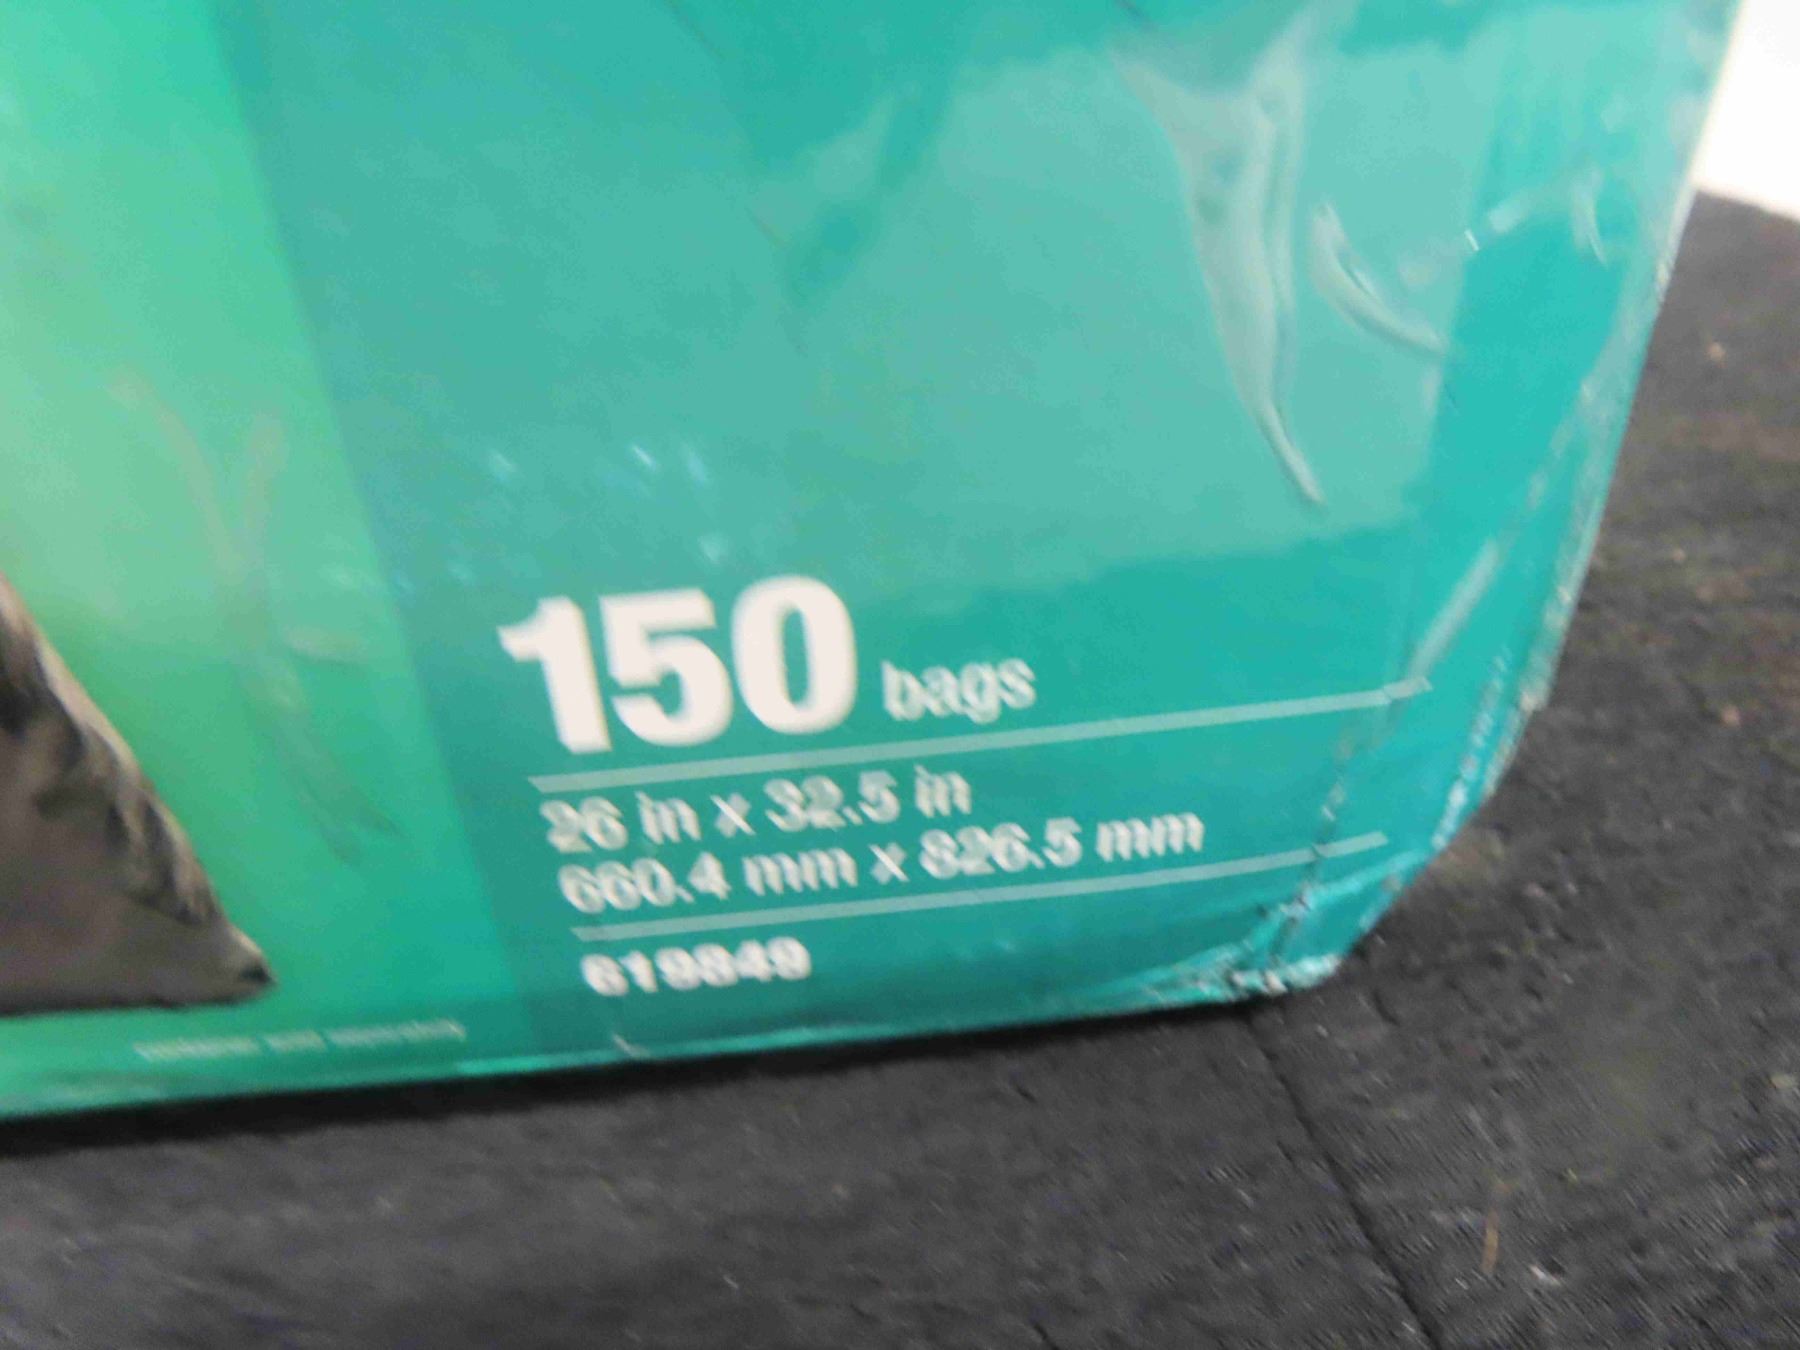 150 bags
26 in x 32.5 in
660.4 mm x 826.5 mm
619849